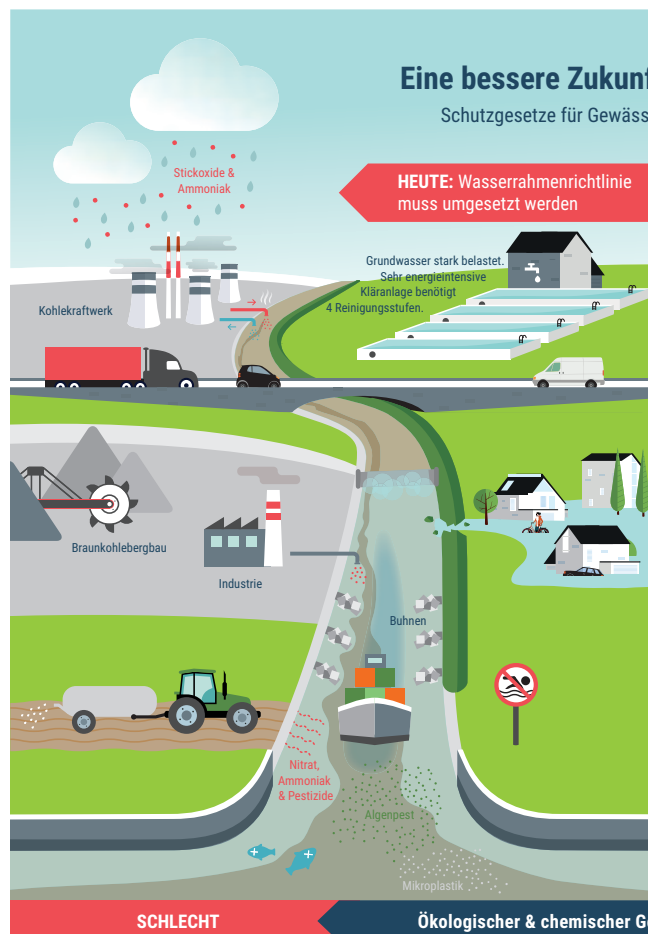 Eine bessere Zukunf
Schutzgesetze für Gewäss
Stickoxide &
Ammoniak
HEUTE: Wasserrahmenrichtlinie
muss umgesetzt werden
Grundwasser stark belastet.
Sehr energieintensive
Kläranlage benötigt
4 Reinigungsstufen.
Kohlekraftwerk
Braunkohlebergbau
Industrie
Buhnen
Nitrat,
Ammoniak
& Pestizide
Algenpest
Mikroplastik
SCHLECHT
Ökologischer & chemischer G